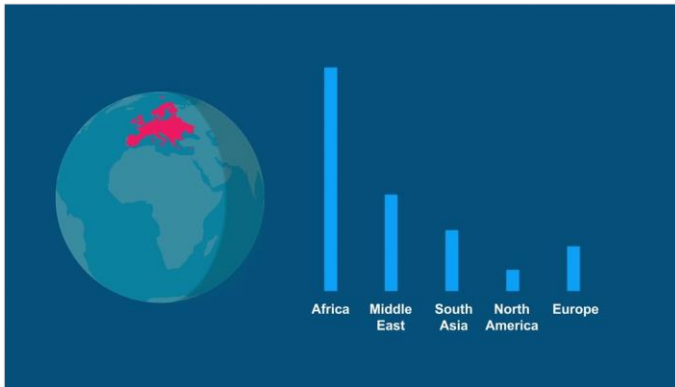 Africa
Middle
East
South
Asia
North
America
Europe